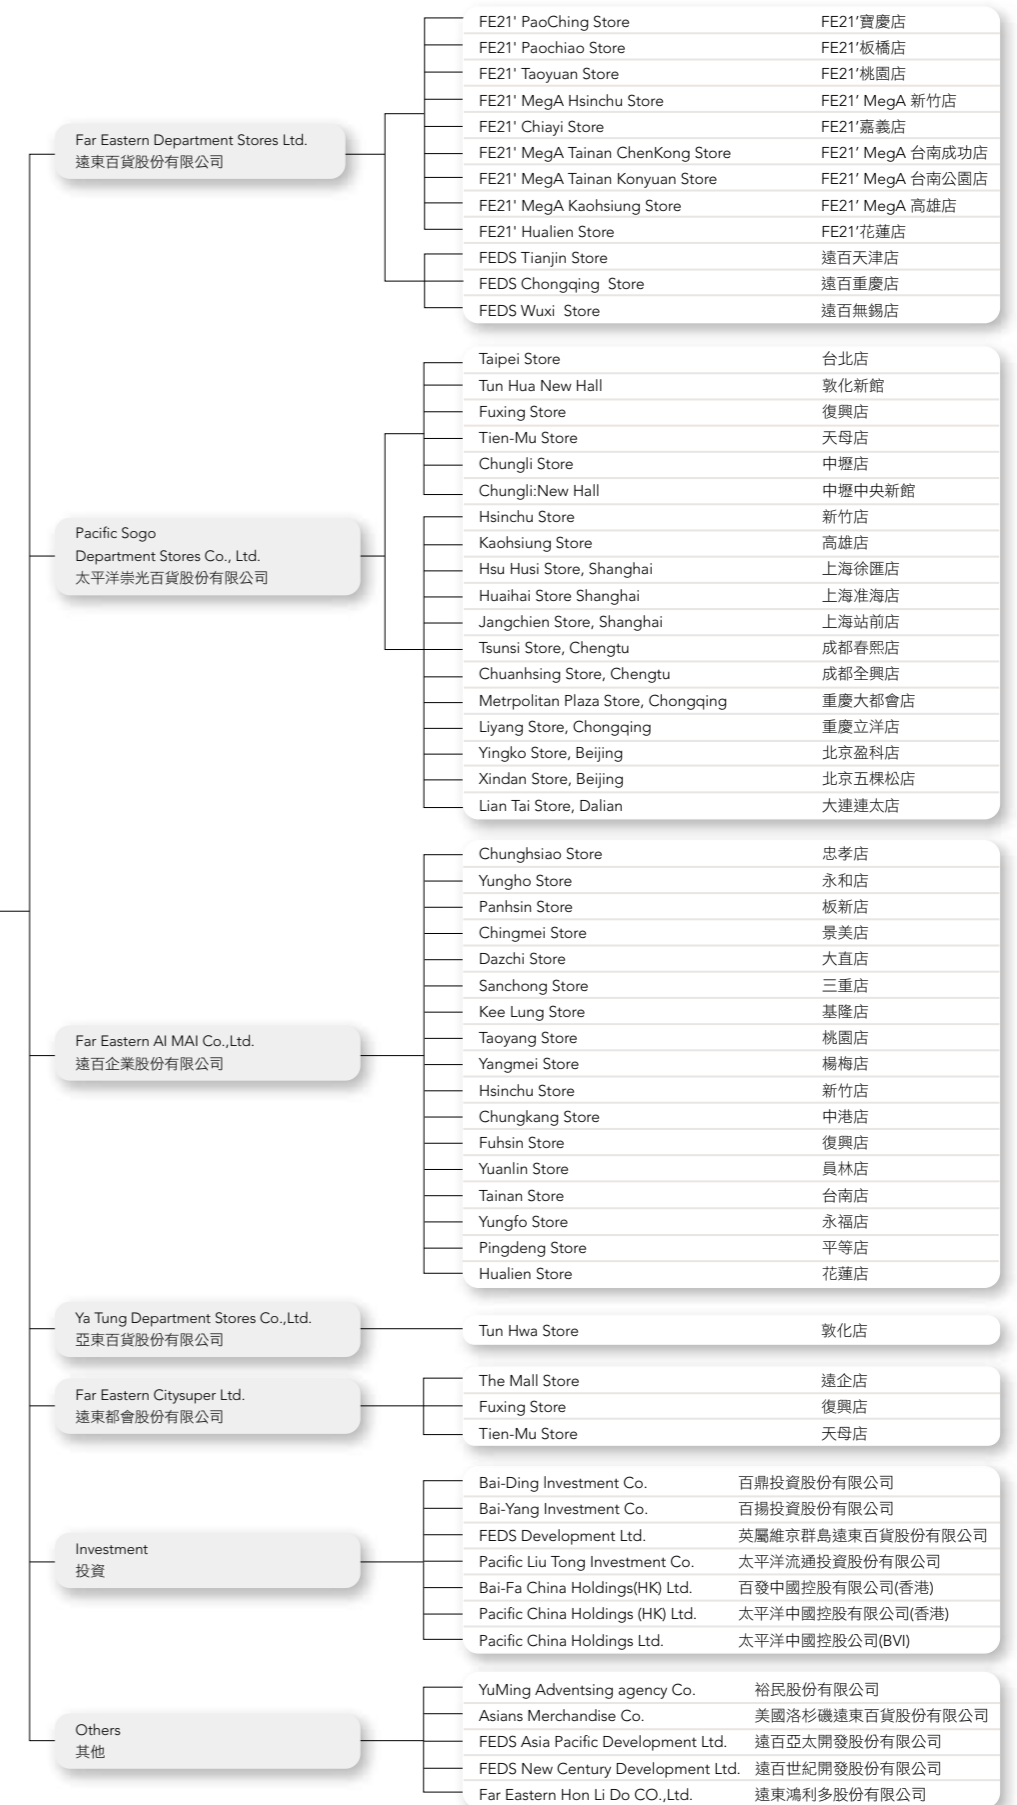 Far Eastern Department Stores Ltd.
遠東百貨股份有限公司
FE21' PaoChing Store FE21'寶慶店
FE21' Paochiao Store FE21'板橋店
FE21' Taoyuan Store FE21'桃園店
FE21' MegA Hsinchu Store FE21' MegA 新竹店
FE21' Chiayi Store FE21'嘉義店
FE21' MegA Tainan ChenKong Store FE21' MegA 台南成功店
FE21' MegA Tainan Konyuan Store FE21' MegA 台南公園店
FE21' MegA Kaohsiung Store FE21' MegA 高雄店
FE21' Hualien Store FE21'花蓮店
FEDS Tianjin Store 遠百天津店
FEDS Chongqing Store 遠百重慶店
FEDS Wuxi Store 遠百無錫店
Pacific Sogo
Department Stores Co., Ltd.
太平洋崇光百貨股份有限公司
Taipei Store 台北店
Tun Hua New Hall 敦化新館
Fuxing Store 復興店
Tien-Mu Store 天母店
Chungli Store 中壢店
Chungli:New Hall 中壢中央新館
Hsinchu Store 新竹店
Kaohsiung Store 高雄店
Hsu Husi Store, Shanghai 上海徐匯店
Huaihai Store Shanghai 上海准海店
Jangchien Store, Shanghai 上海站前店
Tsunsi Store, Chengtu 成都春熙店
Chuanhsing Store, Chengtu 成都全興店
Metrpolitan Plaza Store, Chongqing 重慶大都會店
Liyang Store, Chongqing 重慶立洋店
Yingko Store, Beijing 北京盈科店
Xindan Store, Beijing 北京五棵松店
Lian Tai Store, Dalian 大連連太店
Far Eastern AI MAI Co.,Ltd.
遠百企業股份有限公司
Chunghsiao Store 忠孝店
Yungho Store 永和店
Panhsin Store 板新店
Chingmei Store 景美店
Dazchi Store 大直店
Sanchong Store 三重店
Kee Lung Store 基隆店
Taoyang Store 桃園店
Yangmei Store 楊梅店
Hsinchu Store 新竹店
Chungkang Store 中港店
Fuhsin Store 復興店
Yuanlin Store 員林店
Tainan Store 台南店
Yungfo Store 永福店
Pingdeng Store 平等店
Hualien Store 花蓮店
Ya Tung Department Stores Co.,Ltd.
亞東百貨股份有限公司
Tun Hwa Store 敦化店
Far Eastern Citysuper Ltd.
遠東都會股份有限公司
The Mall Store 遠企店
Fuxing Store 復興店
Tien-Mu Store 天母店
Investment
投資
Bai-Ding Investment Co. 百鼎投資股份有限公司
Bai-Yang Investment Co. 百揚投資股份有限公司
FEDS Development Ltd. 英屬維京群島遠東百貨股份有限公司
Pacific Liu Tong Investment Co. 太平洋流通投資股份有限公司
Bai-Fa China Holdings(HK) Ltd. 百發中國控股有限公司(香港)
Pacific China Holdings (HK) Ltd. 太平洋中國控股有限公司(香港)
Pacific China Holdings Ltd. 太平洋中國控股公司(BVI)
Others
其他
YuMing Adventsing agency Co. 裕民股份有限公司
Asians Merchandise Co. 美國洛杉磯遠東百貨股份有限公司
FEDS Asia Pacific Development Ltd. 遠百亞太開發股份有限公司
FEDS New Century Development Ltd. 遠百世紀開發股份有限公司
Far Eastern Hon Li Do CO.,Ltd. 遠東鴻利多股份有限公司